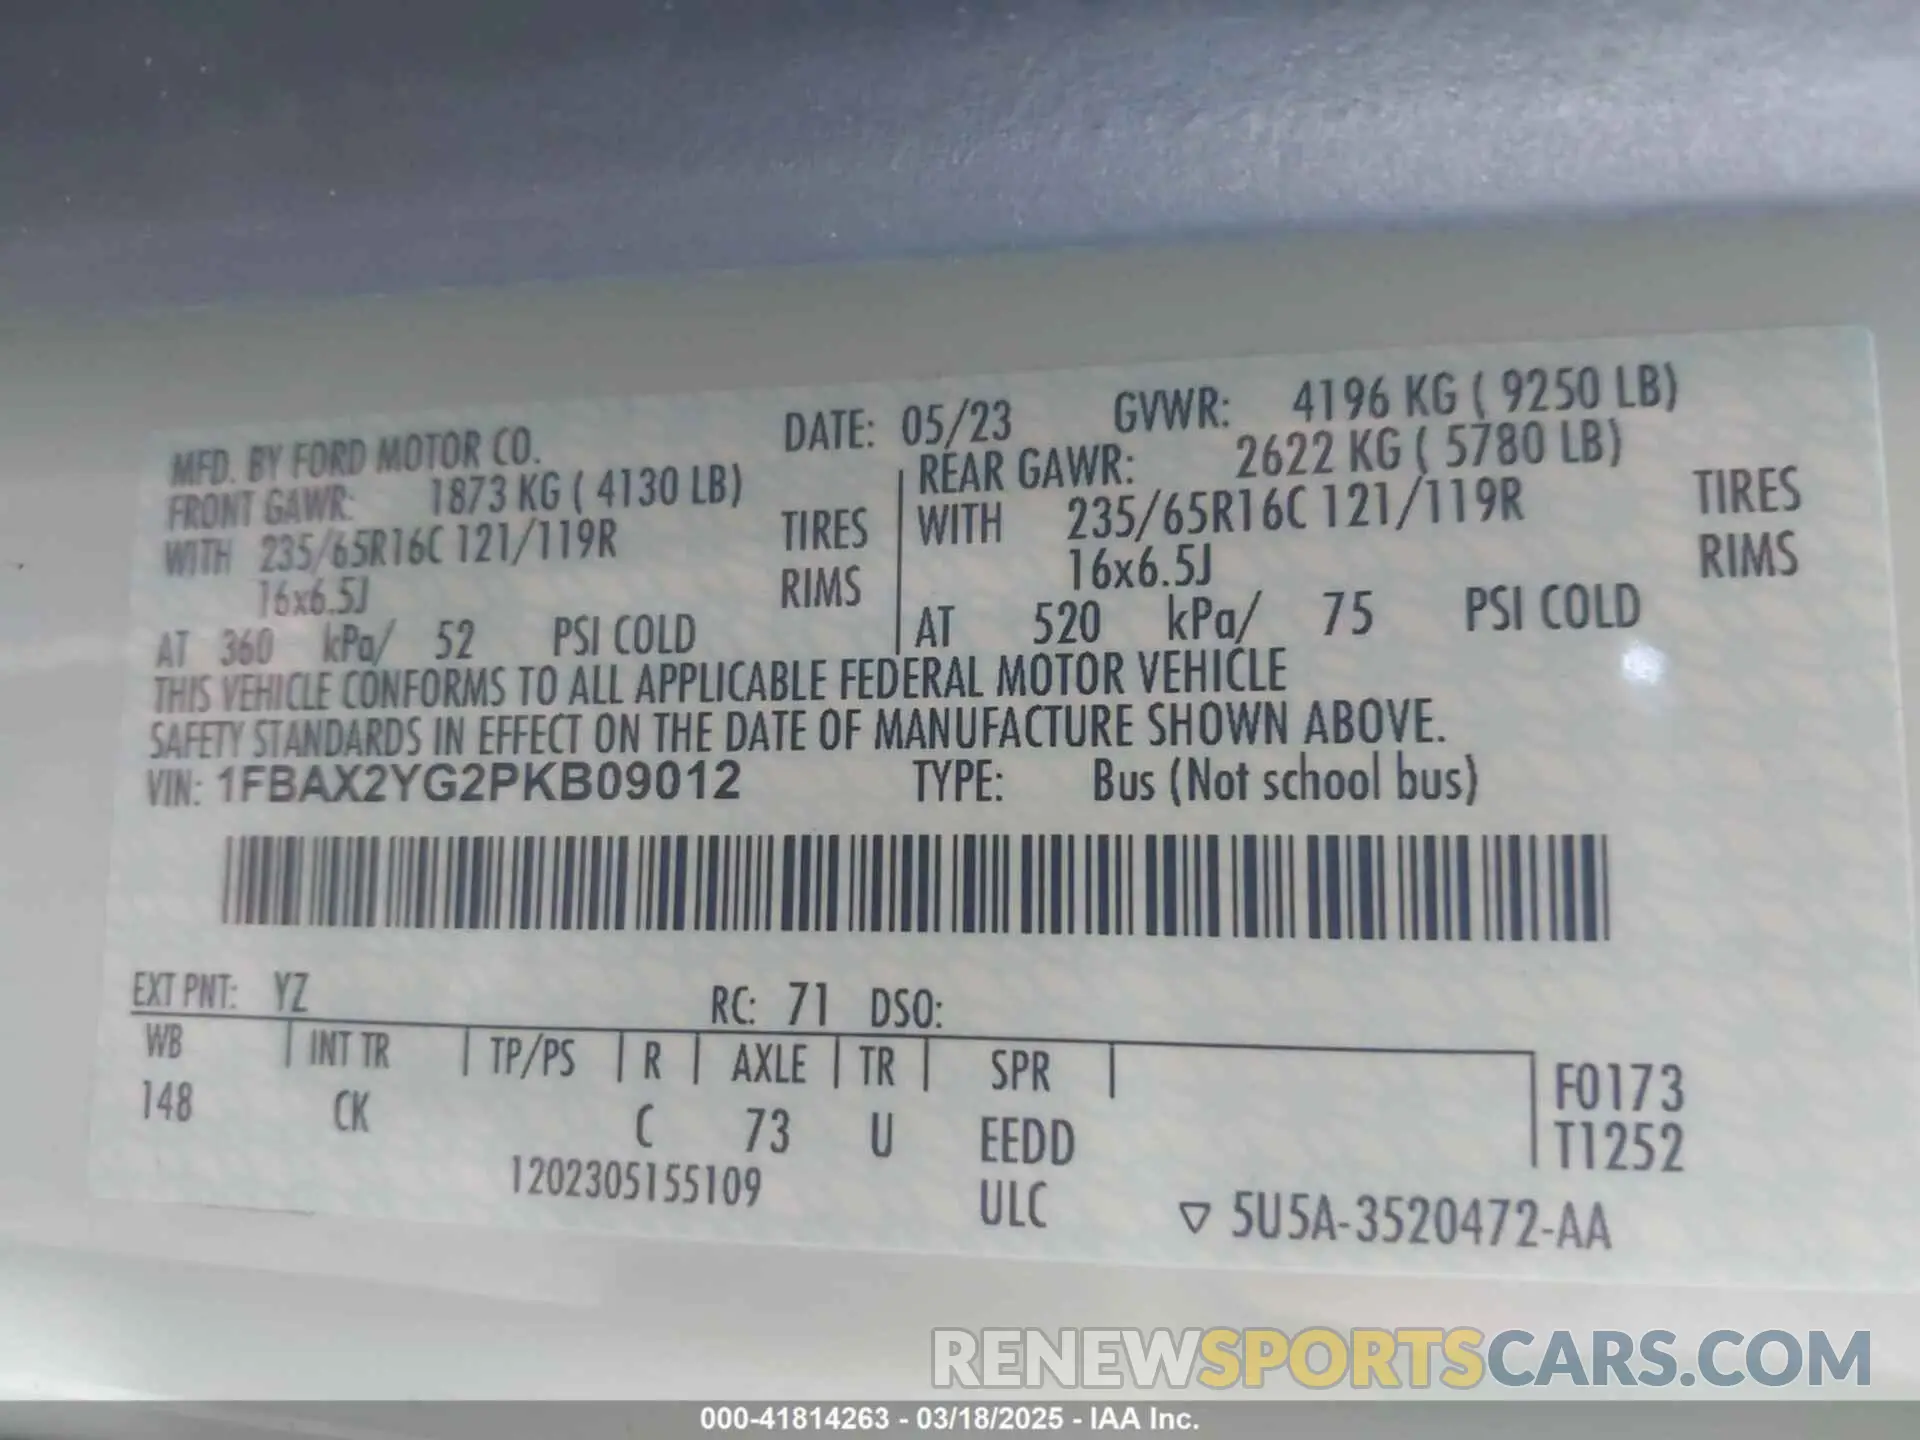 MFD. BY FORD MOTOR CO. DATE: 05/23 GVWR: 4196 KG ( 9250 LB)
FRONT GAWR: 1873 KG ( 4130 LB) REAR GAWR: 2622 KG ( 5780 LB)
WITH 235/65R16C 121/119R TIRES WITH 235/65R16C 121/119R TIRES
16x6.5J RIMS 16x6.5J RIMS
AT 360 kPa/ 52 PSI COLD AT 520 kPa/ 75 PSI COLD
THIS VEHICLE CONFORMS TO ALL APPLICABLE FEDERAL MOTOR VEHICLE
SAFETY STANDARDS IN EFFECT ON THE DATE OF MANUFACTURE SHOWN ABOVE.
VIN: 1FBAX2YG2PKB09012 TYPE: Bus (Not school bus)
EXT PNT: YZ RC: 71 DSO:
WB INT TR TP/PS R AXLE TR SPR F0173
148 CK C 73 U EEDD T1252
1202305155109 ULC ▽ 5U5A-3520472-AA
RENEWSPORTSCARS.COM
000-41814263 - 03/18/2025 - IAA Inc.